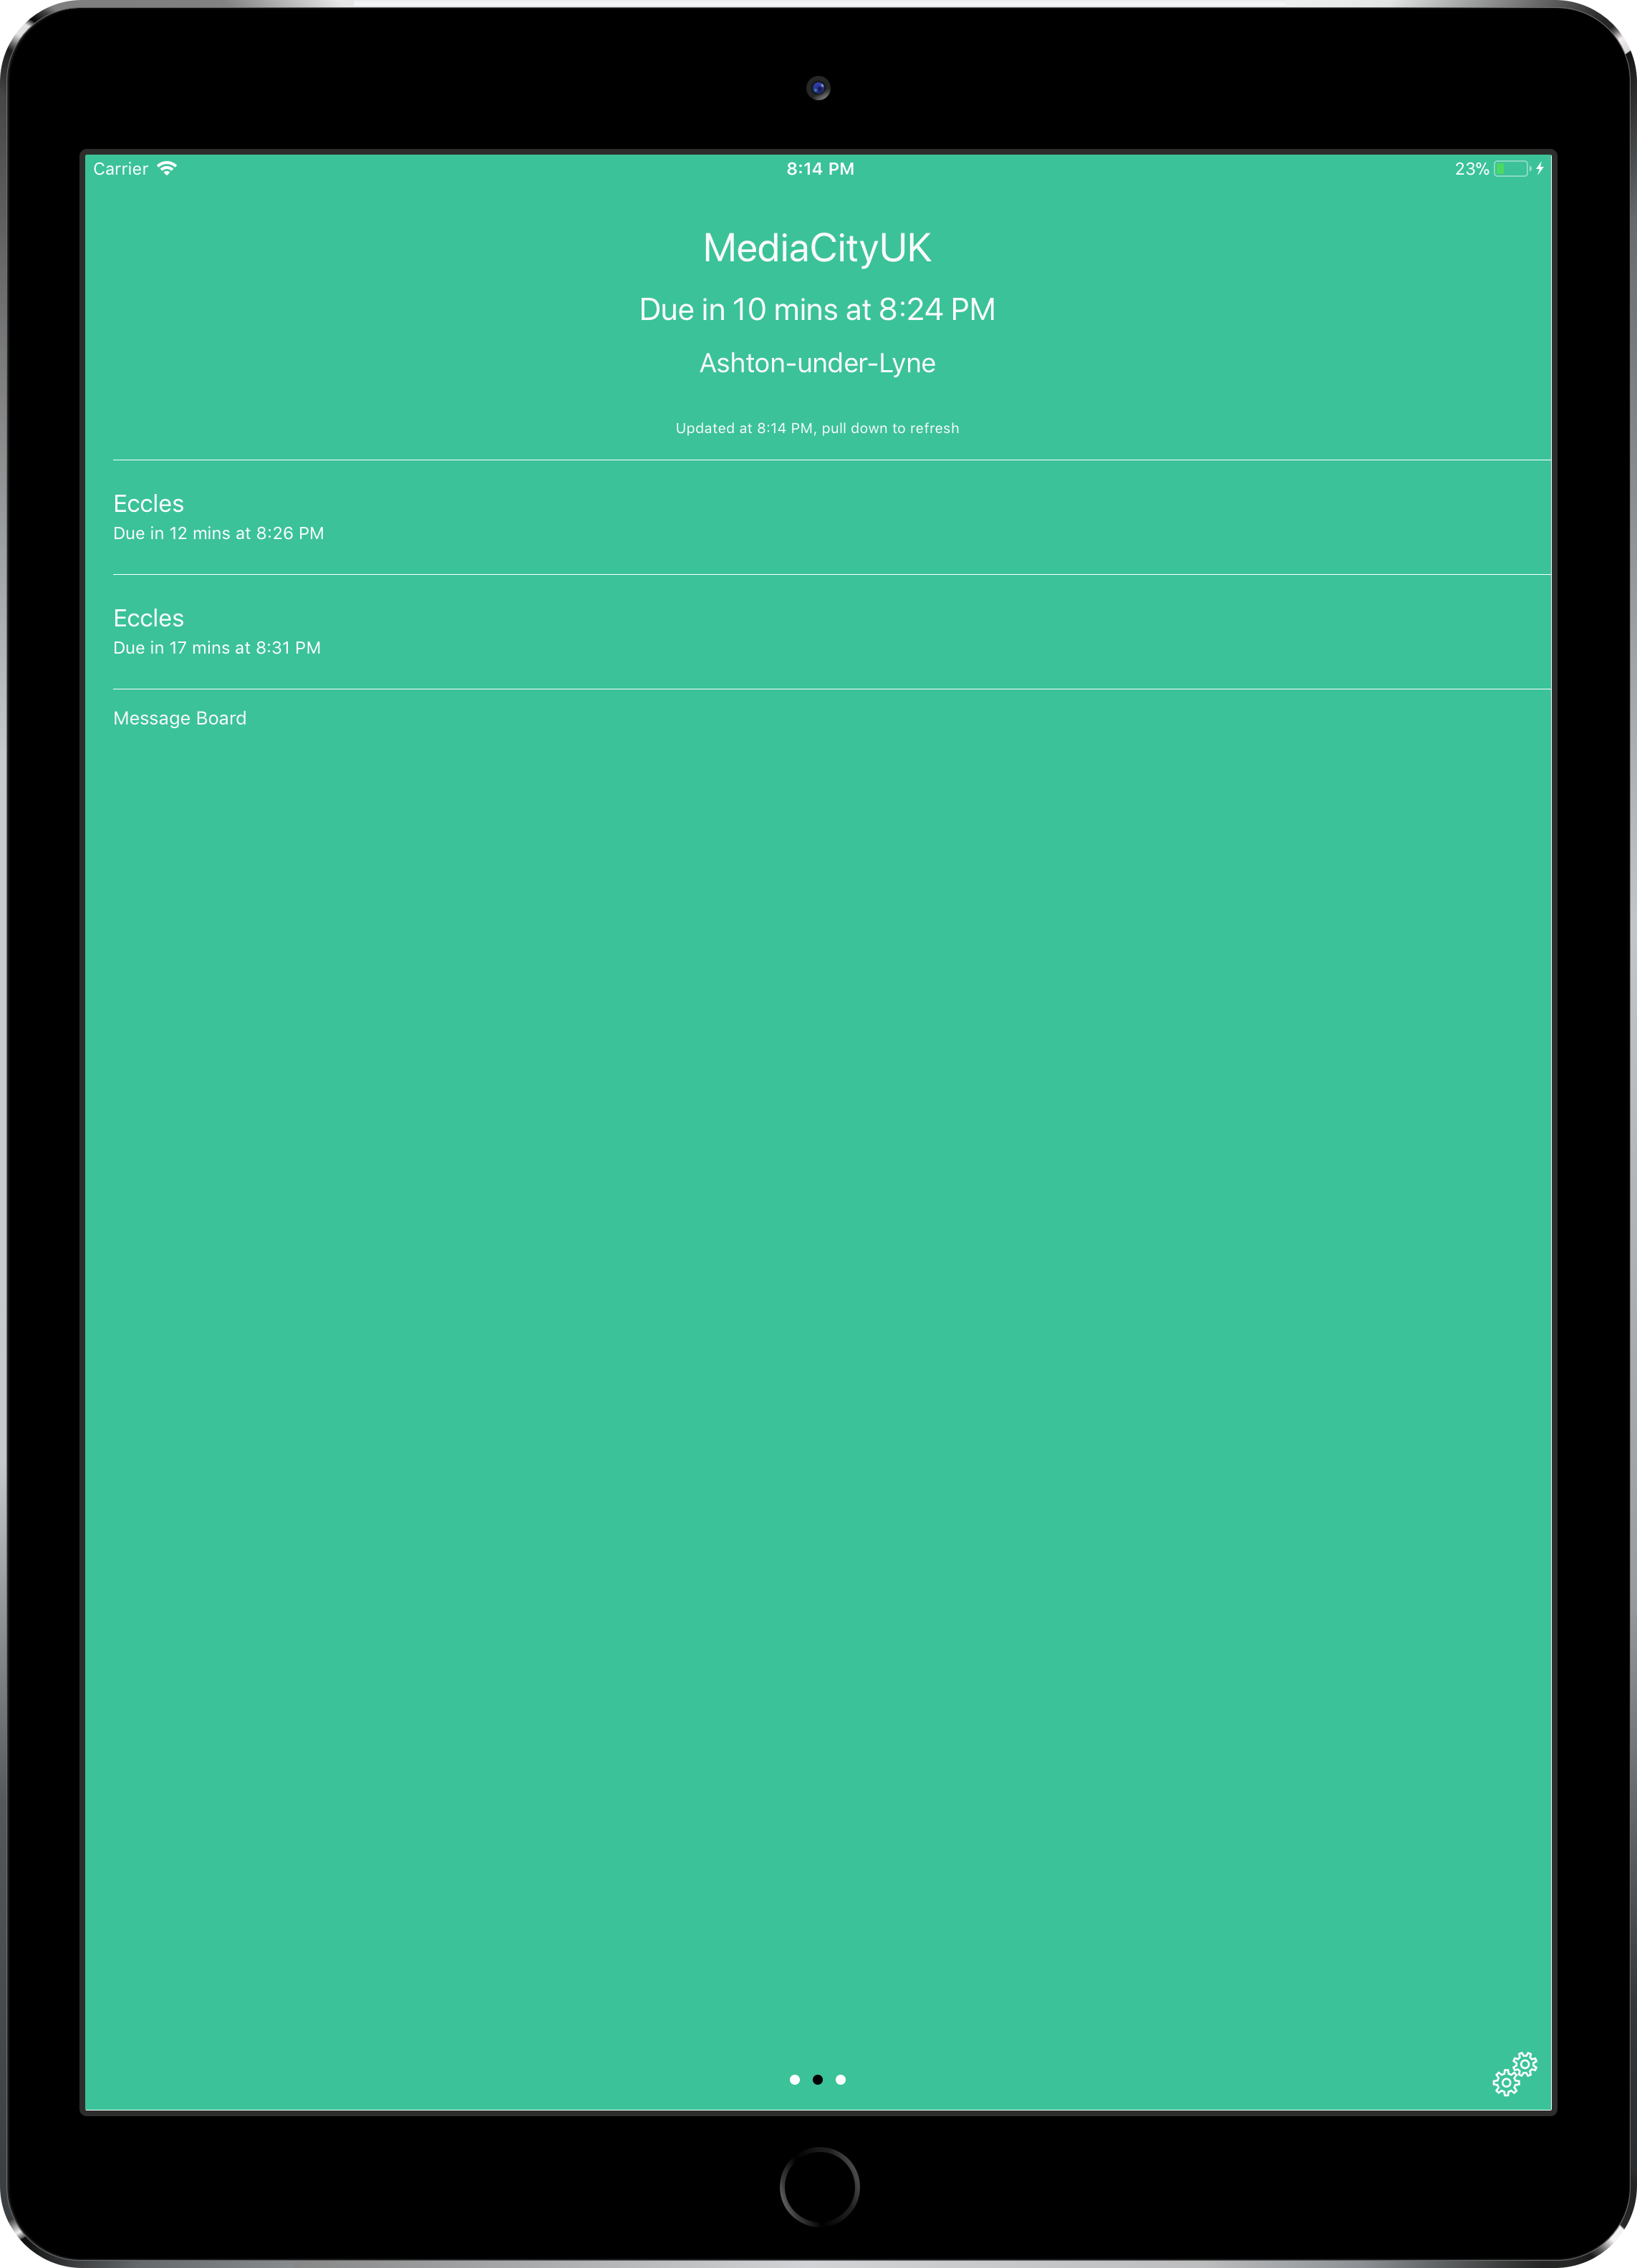 Carrier
8:14 PM
23%
MediaCityUK
Due in 10 mins at 8:24 PM
Ashton-under-Lyne
Updated at 8:14 PM, pull down to refresh
Eccles
Due in 12 mins at 8:26 PM
Eccles
Due in 17 mins at 8:31 PM
Message Board